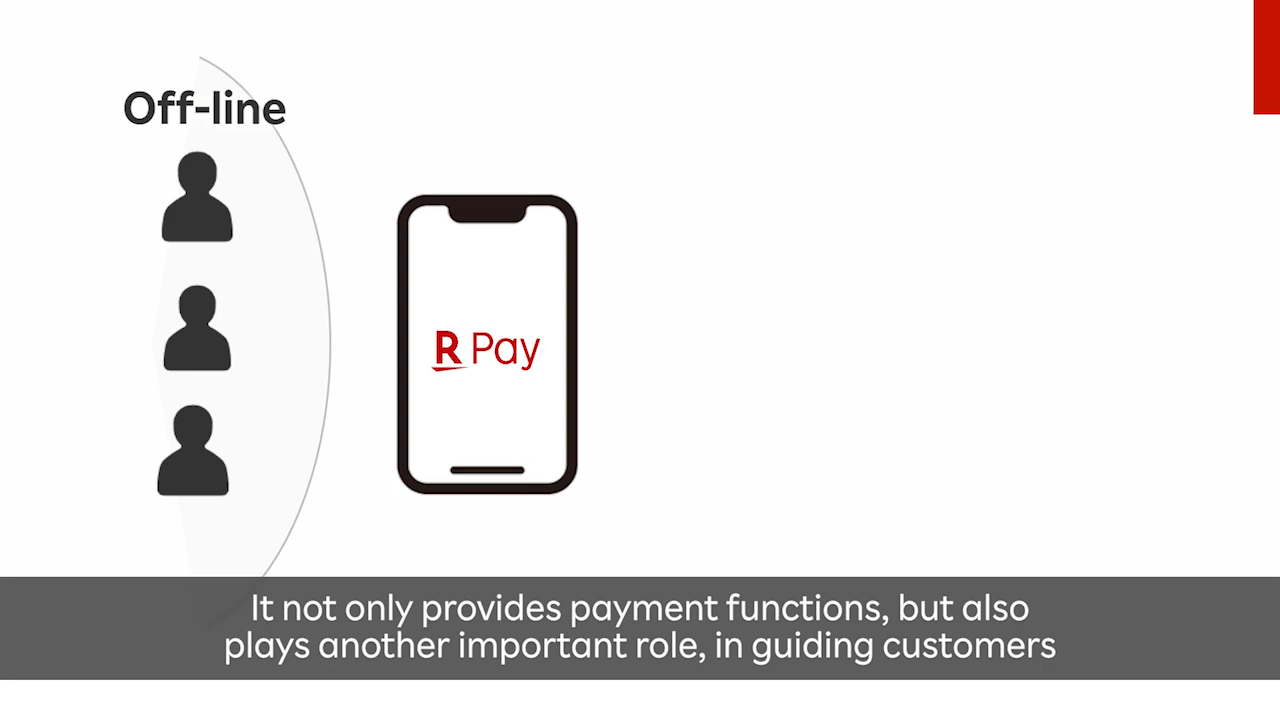 Off-line
R Pay
It not only provides payment functions, but also
plays another important role, in guiding customers